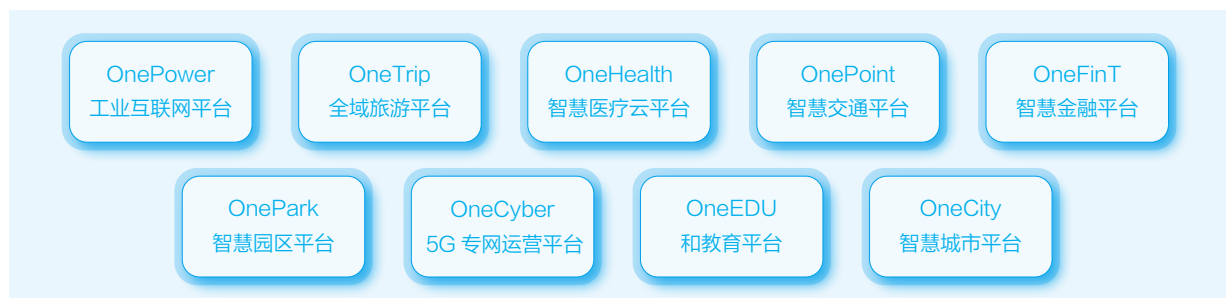 OnePower
工业互联网平台
OneTrip
全域旅游平台
OneHealth
智慧医疗云平台
OnePoint
智慧交通平台
OneFinT
智慧金融平台
OnePark
智慧园区平台
OneCyber
5G 专网运营平台
OneEDU
和教育平台
OneCity
智慧城市平台